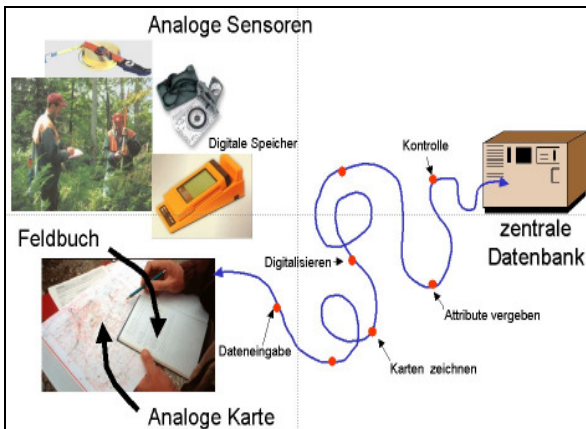 Analoge Sensoren
Digitale Speicher
Kontrolle
zentrale
Datenbank
Feldbuch
Digitalisieren
Attribute vergeben
Dateneingabe
Karten zeichnen
Analoge Karte